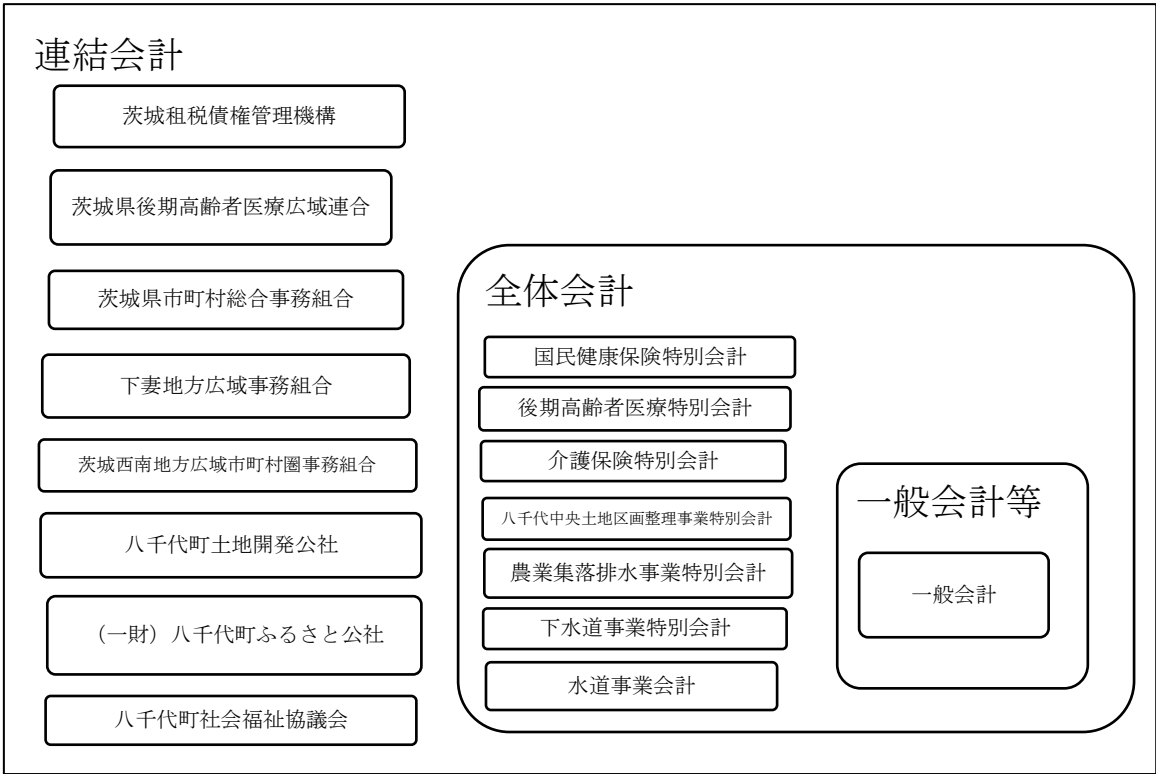 連結会計
茨城租税債権管理機構
茨城県後期高齢者医療広域連合
茨城県市町村総合事務組合
下妻地方広域事務組合
茨城西南地方広域市町村圏事務組合
八千代町土地開発公社
（一財）八千代町ふるさと公社
八千代町社会福祉協議会
全体会計
国民健康保険特別会計
後期高齢者医療特別会計
介護保険特別会計
八千代中央土地区画整理事業特別会計
農業集落排水事業特別会計
下水道事業特別会計
水道事業会計
一般会計等
一般会計